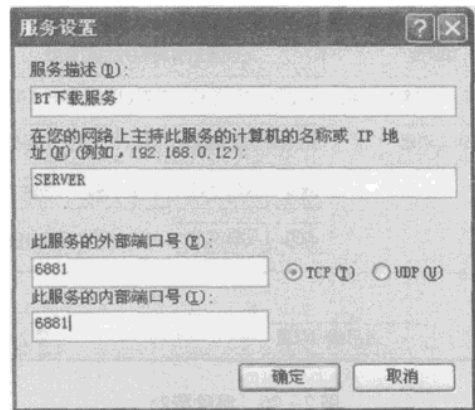 服务设置
服务描述(D):
BT下载服务
在您的网络上主持此服务的计算机的名称或 IP 地
址(N)(例如，192.168.0.12):
SERVER
此服务的外部端口号(E):
6881
TCP(T)
UDP(U)
此服务的内部端口号(I):
6881
确定
取消